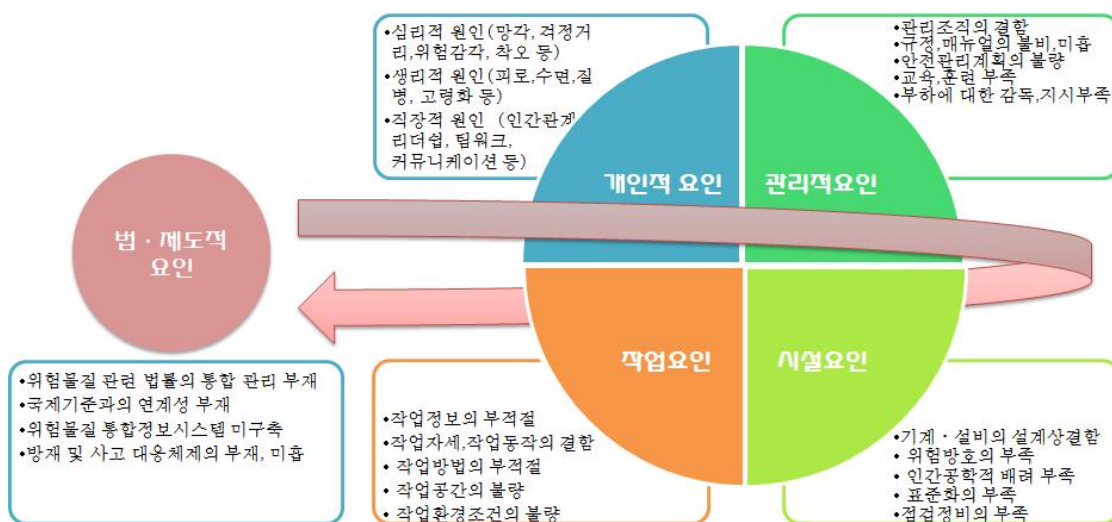 •심리적 원인(망각, 걱정거
리,위험감각, 착오 등)
•생리적 원인(피로,수면,질
병, 고령화 등)
•직장적 원인 (인간관계
리더쉽, 팀워크,
커뮤니케이션 등)
•관리조직의 결함
•규정,매뉴얼의 불비,미흡
•안전관리계획의 불량
•교육,훈련 부족
•부하에 대한 감독,지시부족
개인적 요인
관리적요인
법·제도적
요인
작업요인
시설요인
•위험물질 관련 법률의 통합 관리 부재
•국제기준과의 연계성 부재
•위험물질 통합정보시스템 미구축
•방재 및 사고 대응체제의 부재, 미흡
•작업정보의 부적절
•작업자세,작업동작의 결함
• 작업방법의 부적절
• 작업공간의 불량
• 작업환경조건의 불량
•기계·설비의 설계상결함
• 위험방호의 부족
• 인간공학적 배려 부족
• 표준화의 부족
•점검정비의 부족